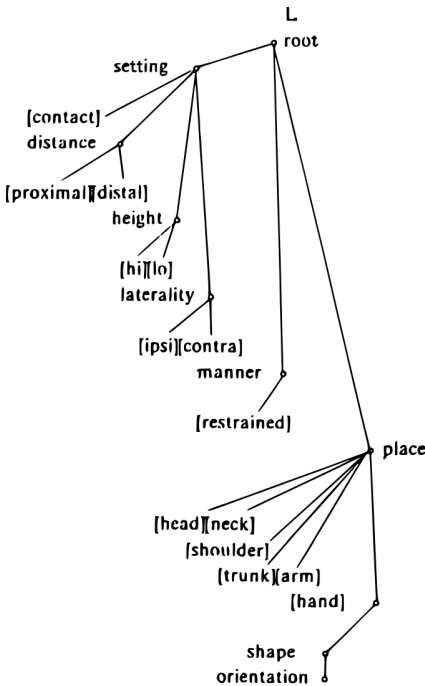 L
root
setting
[contact]
distance
[proximal][distal]
height
[hi][lo]
laterality
[ipsi][contra]
manner
[restrained]
place
[head][neck]
[shoulder]
[trunk][arm]
[hand]
shape
orientation